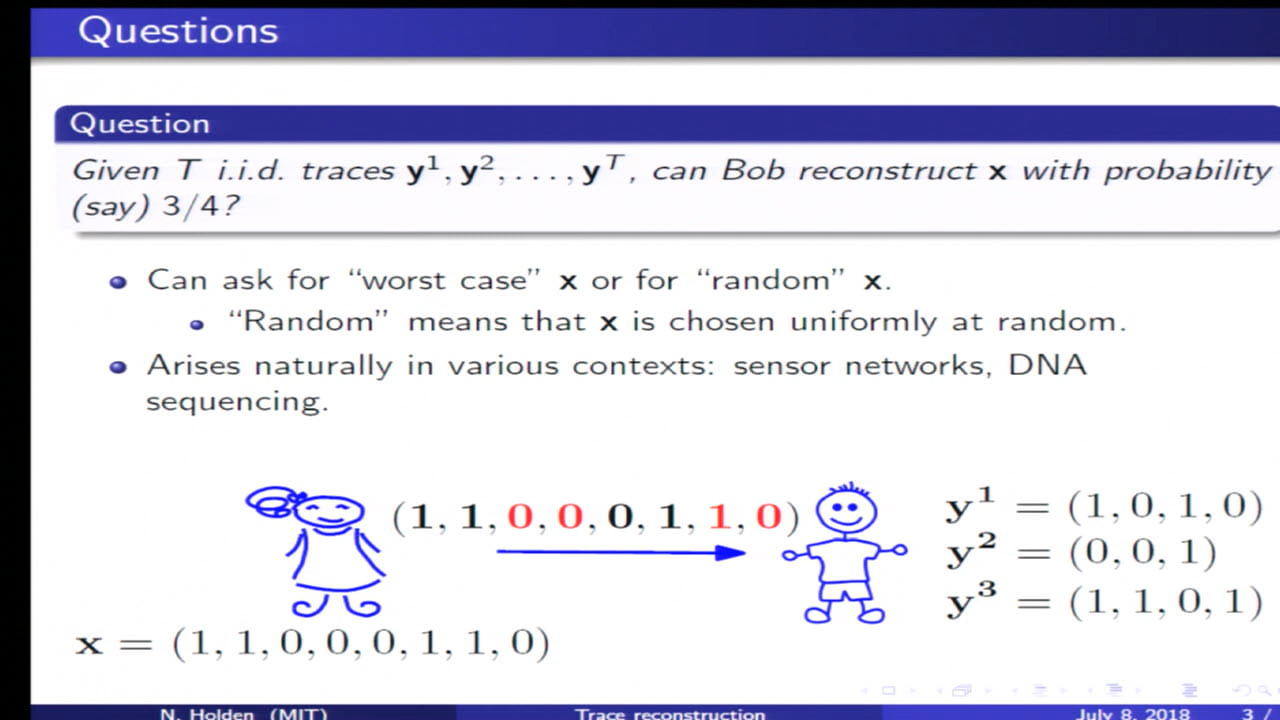 Questions
Question
Given T i.i.d. traces y¹, y², . . . , yᵀ, can Bob reconstruct x with probability
(say) 3/4?
Can ask for “worst case” x or for “random” x.
“Random” means that x is chosen uniformly at random.
Arises naturally in various contexts: sensor networks, DNA
sequencing.
(1, 1, 0, 0, 0, 1, 1, 0)
y¹ = (1, 0, 1, 0)
y² = (0, 0, 1)
y³ = (1, 1, 0, 1)
x = (1, 1, 0, 0, 0, 1, 1, 0)
N. Holden (MIT) Trace reconstruction July 8, 2018 3 /